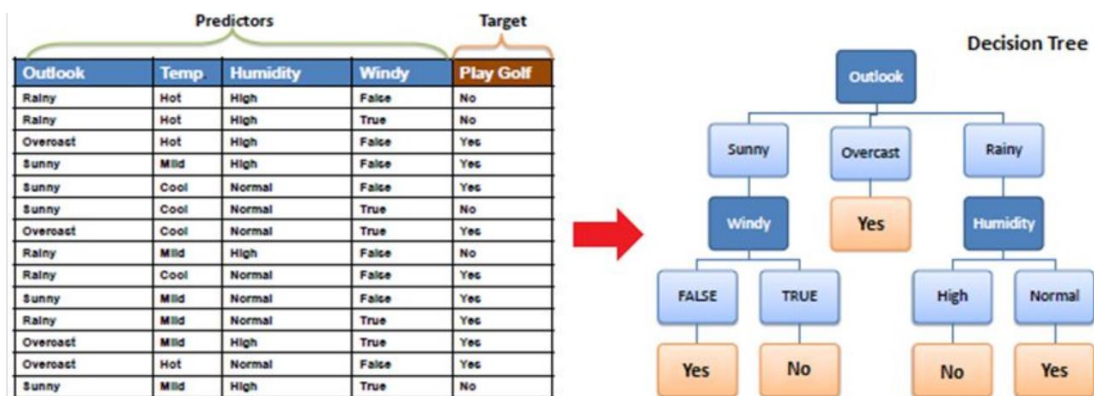 Predictors Target
Outlook Temp. Humidity Windy Play Golf
Rainy Hot High False No
Rainy Hot High True No
Overcast Hot High False Yes
Sunny Mild High False Yes
Sunny Cool Normal False Yes
Sunny Cool Normal True No
Overcast Cool Normal True Yes
Rainy Mild High False No
Rainy Cool Normal False Yes
Sunny Mild Normal False Yes
Rainy Mild Normal True Yes
Overcast Mild High True Yes
Overcast Hot Normal False Yes
Sunny Mild High True No
Decision Tree
Outlook
Sunny Overcast Rainy
Windy Yes Humidity
FALSE TRUE High Normal
Yes No No Yes